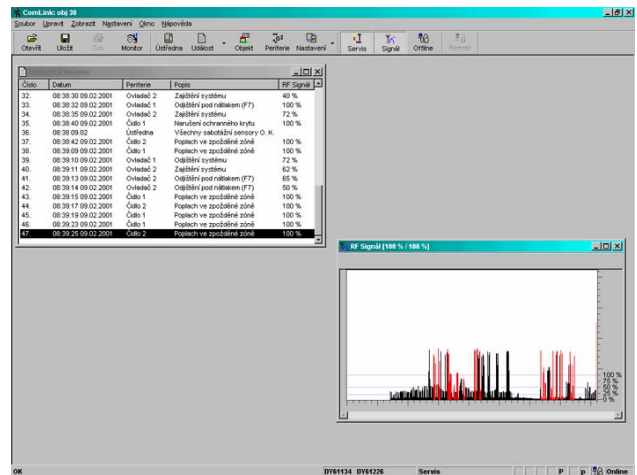 CornLink: obj 30
Soubor Upravit Zobrazit Nastavení Okno Nápověda
Otevřít Uložit Tisk Monitor Ústředna Událost Objekt Periferie Nastavení Servis Signál Offline Remote
Číslo Datum Periferie Popis RF Signál
32. 08:38:30 09.02.2001 Ovladač 2 Zajištění systému 40 %
33. 08:38:32 09.02.2001 Ovladač 1 Odjištění pod nátlakem (F7) 100 %
34. 08:38:35 09.02.2001 Ovladač 2 Zajištění systému 72 %
35. 08:38:40 09.02.2001 Čidlo 1 Narušení ochranného krytu 100 %
36. 08:38 09.02 Ústředna Všechny sabotážní sensory O. K.
37. 08:38:42 09.02.2001 Čidlo 2 Poplach ve zpožděné zóně 100 %
38. 08:39:09 09.02.2001 Čidlo 1 Poplach ve zpožděné zóně 100 %
39. 08:39:10 09.02.2001 Ovladač 1 Odjištění systému 72 %
40. 08:39:11 09.02.2001 Ovladač 2 Zajištění systému 62 %
41. 08:39:13 09.02.2001 Ovladač 2 Odjištění pod nátlakem (F7) 65 %
42. 08:39:14 09.02.2001 Ovladač 2 Odjištění pod nátlakem (F7) 50 %
43. 08:39:15 09.02.2001 Čidlo 1 Poplach ve zpožděné zóně 100 %
44. 08:39:17 09.02.2001 Čidlo 2 Poplach ve zpožděné zóně 100 %
45. 08:39:19 09.02.2001 Čidlo 1 Poplach ve zpožděné zóně 100 %
46. 08:39:23 09.02.2001 Čidlo 1 Poplach ve zpožděné zóně 100 %
47. 08:39:25 09.02.2001 Čidlo 2 Poplach ve zpožděné zóně 100 %
RF Signál [100 % / 100 %]
100 %
75 %
50 %
25 %
0 %
OK DY61134 DY61226 Servis P p Online